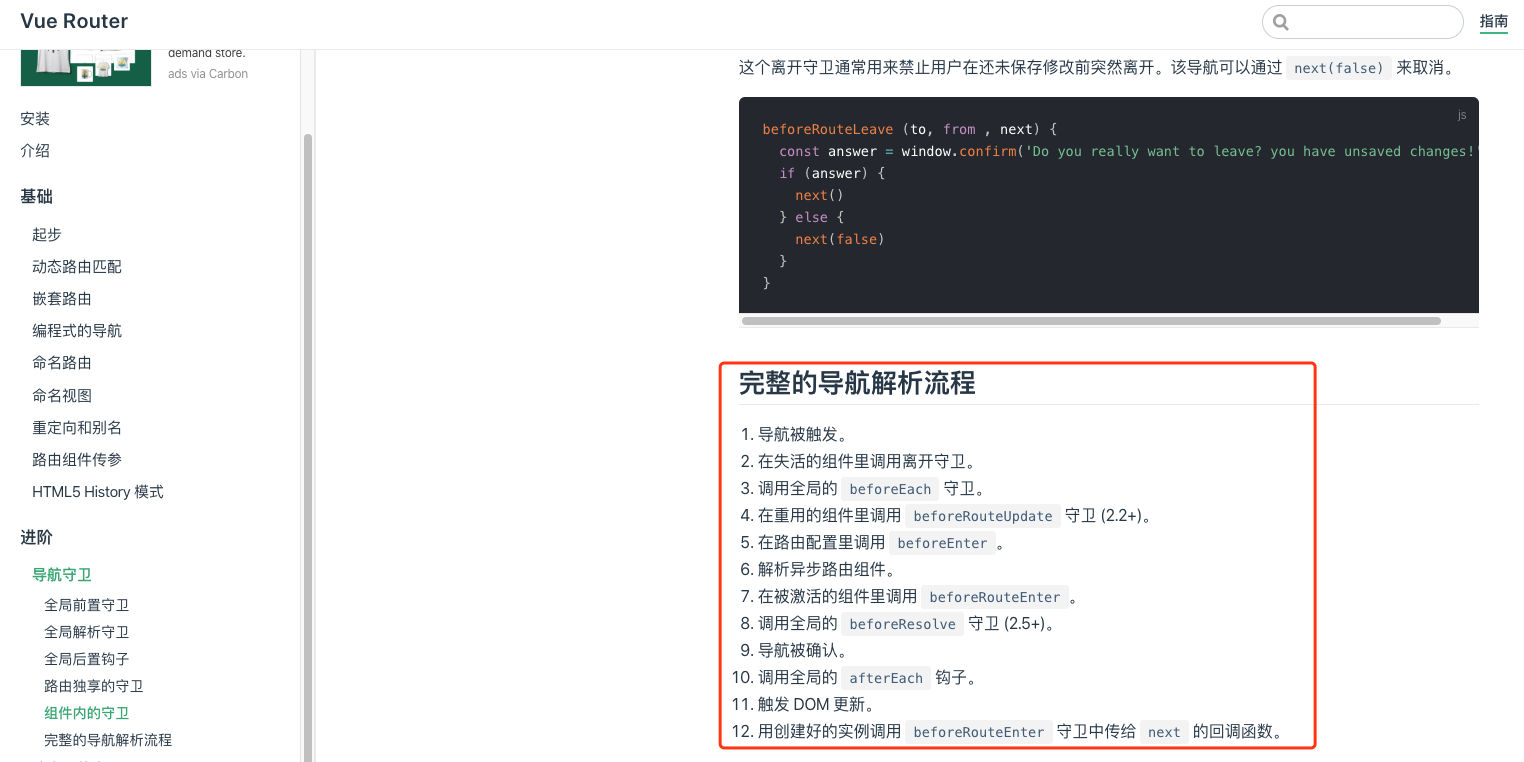 Vue Router
指南
demand store.
ads via Carbon
安装
介绍
基础
起步
动态路由匹配
嵌套路由
编程式的导航
命名路由
命名视图
重定向和别名
路由组件传参
HTML5 History 模式
进阶
导航守卫
全局前置守卫
全局解析守卫
全局后置钩子
路由独享的守卫
组件内的守卫
完整的导航解析流程
这个离开守卫通常用来禁止用户在还未保存修改前突然离开。该导航可以通过 next(false) 来取消。
js
beforeRouteLeave (to, from , next) {
  const answer = window.confirm('Do you really want to leave? you have unsaved changes!'
  if (answer) {
    next()
  } else {
    next(false)
  }
}
完整的导航解析流程
1. 导航被触发。
2. 在失活的组件里调用离开守卫。
3. 调用全局的 beforeEach 守卫。
4. 在重用的组件里调用 beforeRouteUpdate 守卫 (2.2+)。
5. 在路由配置里调用 beforeEnter 。
6. 解析异步路由组件。
7. 在被激活的组件里调用 beforeRouteEnter 。
8. 调用全局的 beforeResolve 守卫 (2.5+)。
9. 导航被确认。
10. 调用全局的 afterEach 钩子。
11. 触发 DOM 更新。
12. 用创建好的实例调用 beforeRouteEnter 守卫中传给 next 的回调函数。